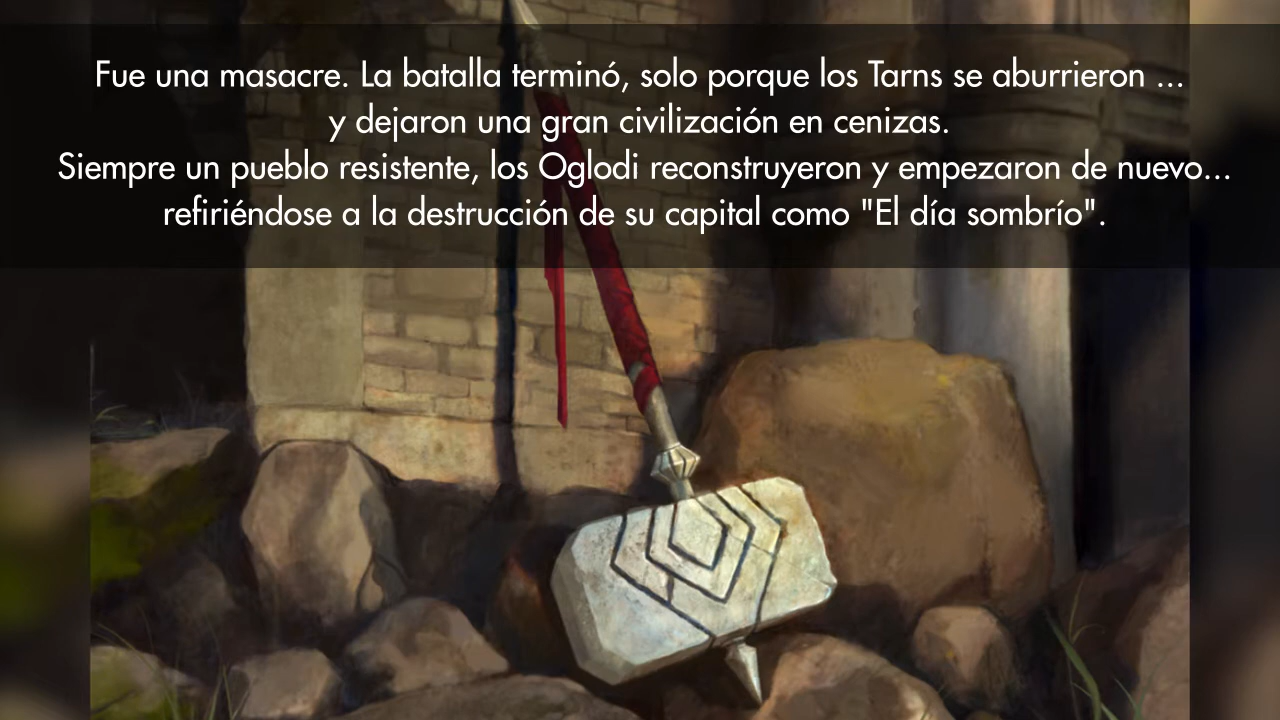 Fue una masacre. La batalla terminó, solo porque los Tarns se aburrieron ...
y dejaron una gran civilización en cenizas.
Siempre un pueblo resistente, los Oglodi reconstruyeron y empezaron de nuevo...
refiriéndose a la destrucción de su capital como "El día sombrío".